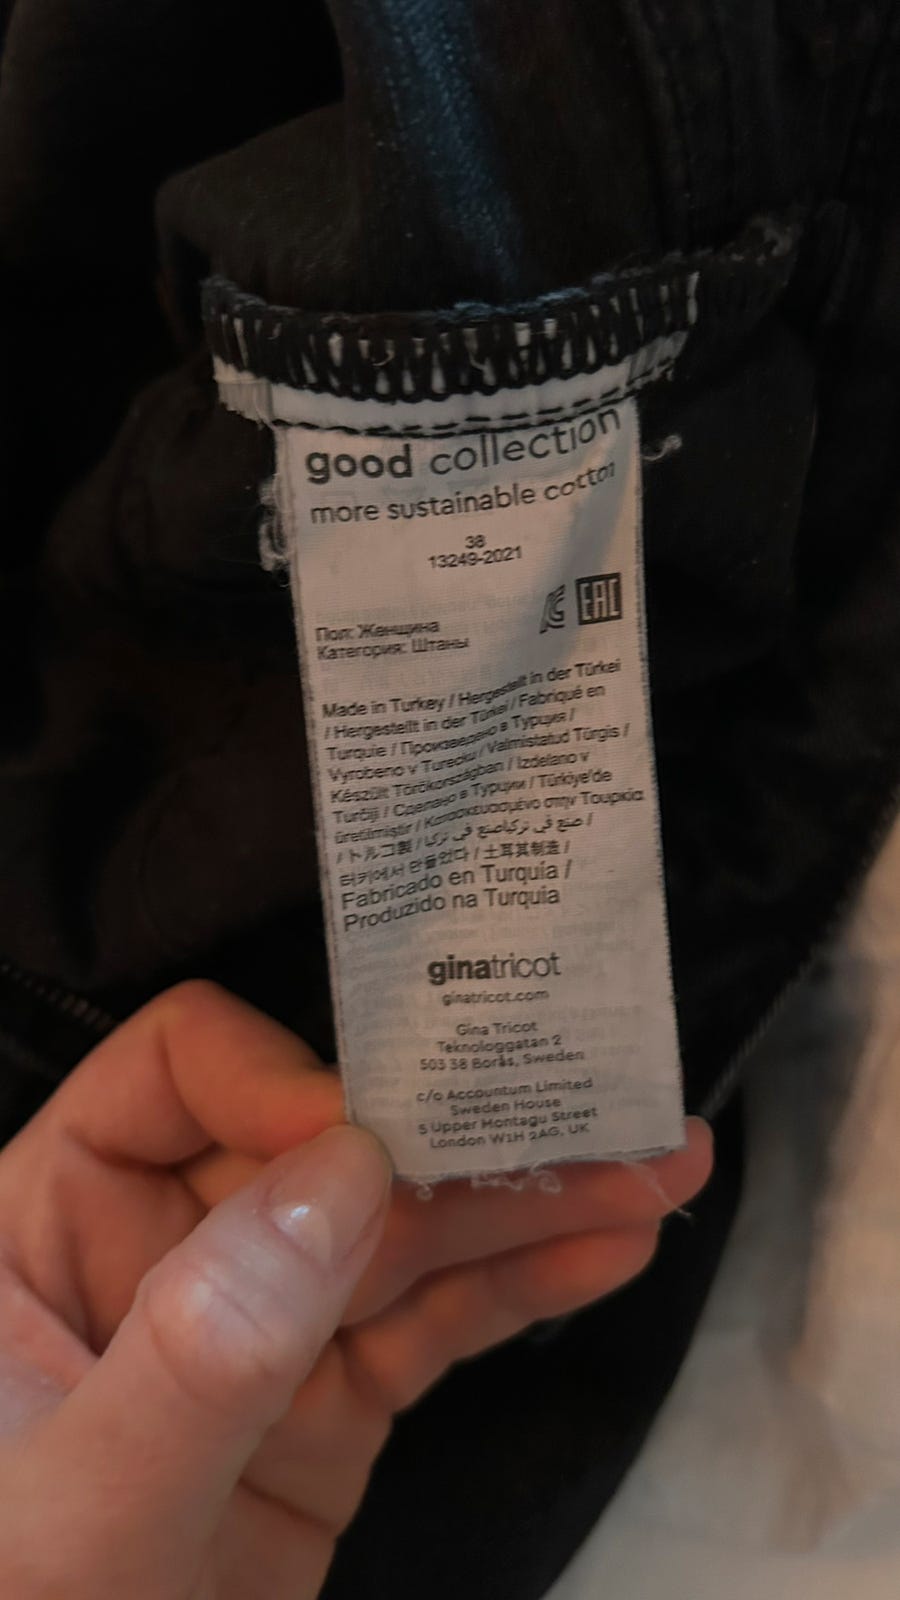 good collection
more sustainable cotton
38
13249-2021
EAC
Пол: Женщина
Категория: Штаны
Made in Turkey / Hergestellt in der Türkei
/ Hergestellt in der Türkei / Fabriqué en
Turquie / Произведено в Турция /
Vyrobeno v Turecku / Valmistatud Türgis /
Készült Törökországban / Izdelano v
Turčiji / Сделано в Турции / Türkiye'de
üretilmiştir / Κατασκευασμένο στην Τουρκία
/ صنع في تركيا صنع في تركيا /
/ トルコ製 /
터키에서 만들었다 / 土耳其制造 /
Fabricado en Turquía /
Produzido na Turquia
ginatricot
ginatricot.com
Gina Tricot
Teknologgatan 2
503 38 Borås, Sweden
c/o Accountum Limited
Sweden House
5 Upper Montagu Street
London W1H 2AG, UK